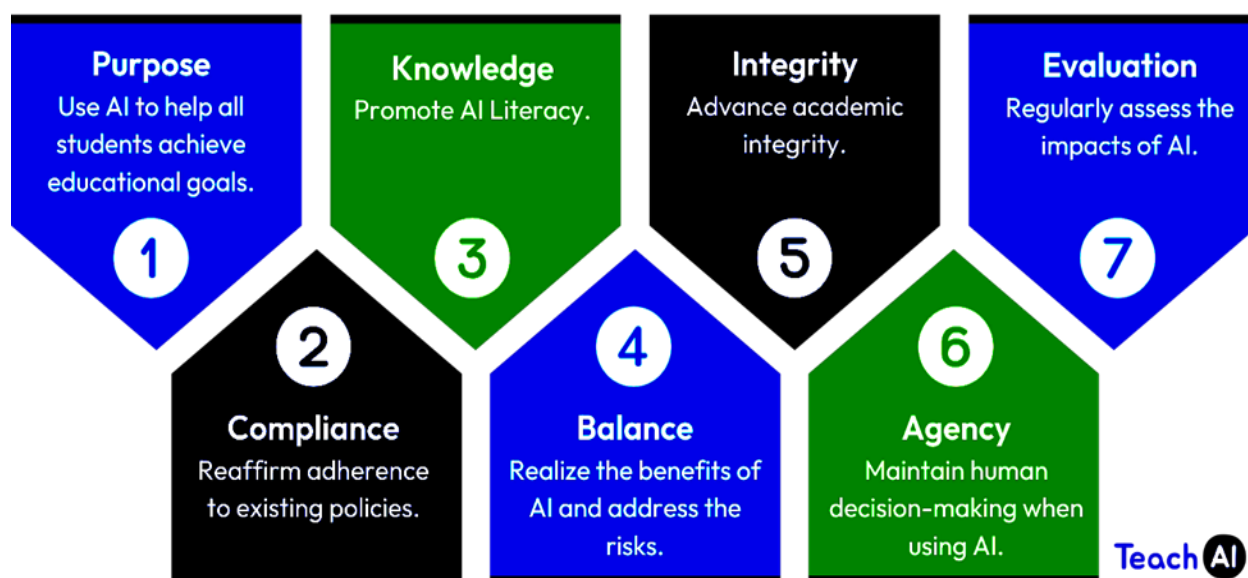 Purpose
Use AI to help all
students achieve
educational goals.
1
2
Compliance
Reaffirm adherence
to existing policies.
Knowledge
Promote AI Literacy.
3
4
Balance
Realize the benefits of
AI and address the
risks.
Integrity
Advance academic
integrity.
5
6
Agency
Maintain human
decision-making when
using AI.
Evaluation
Regularly assess the
impacts of AI.
7
Teach AI